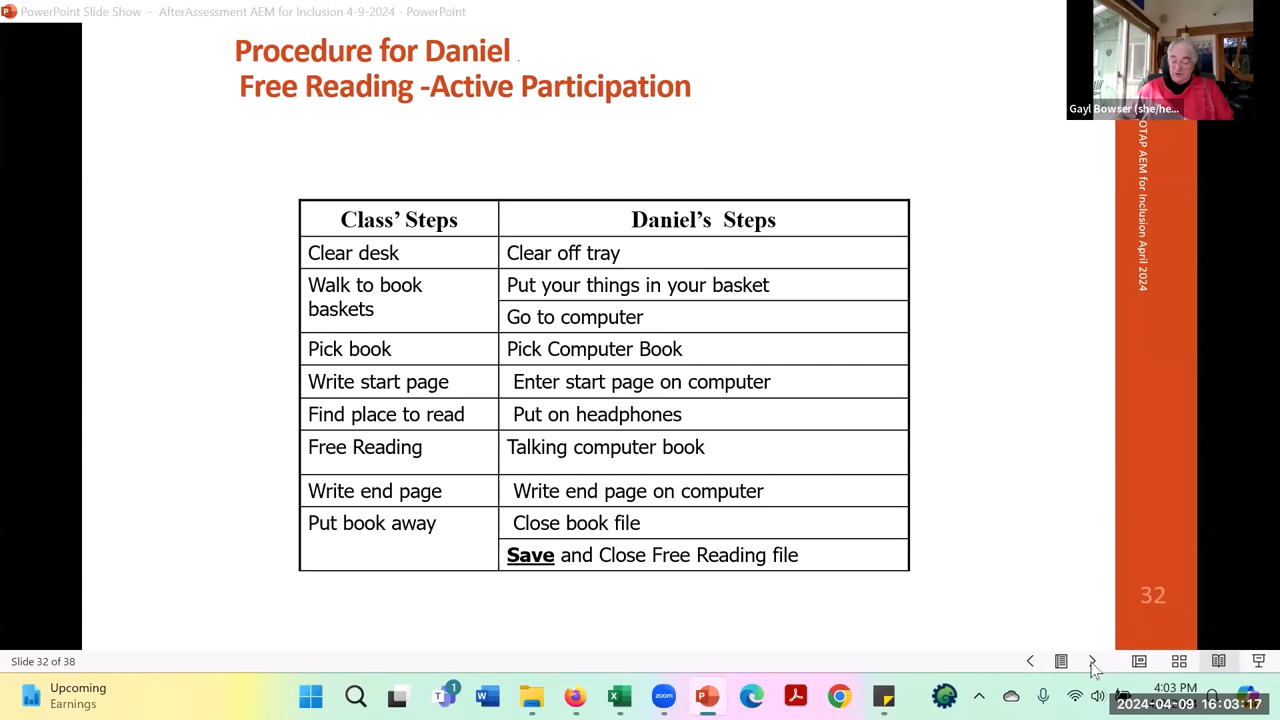 PowerPoint Slide Show - AfterAssessment AEM for Inclusion 4-9-2024 - PowerPoint
Procedure for Daniel .
Free Reading -Active Participation
Gayl Bowser (she/he...
OTAP AEM for Inclusion April 2024
Class’ Steps
Daniel’s Steps
Clear desk
Clear off tray
Walk to book
baskets
Put your things in your basket
Go to computer
Pick book
Pick Computer Book
Write start page
Enter start page on computer
Find place to read
Put on headphones
Free Reading
Talking computer book
Write end page
Write end page on computer
Put book away
Close book file
Save and Close Free Reading file
32
Slide 32 of 38
Upcoming
Earnings
1
4:03 PM
2024-04-09 16:03:17